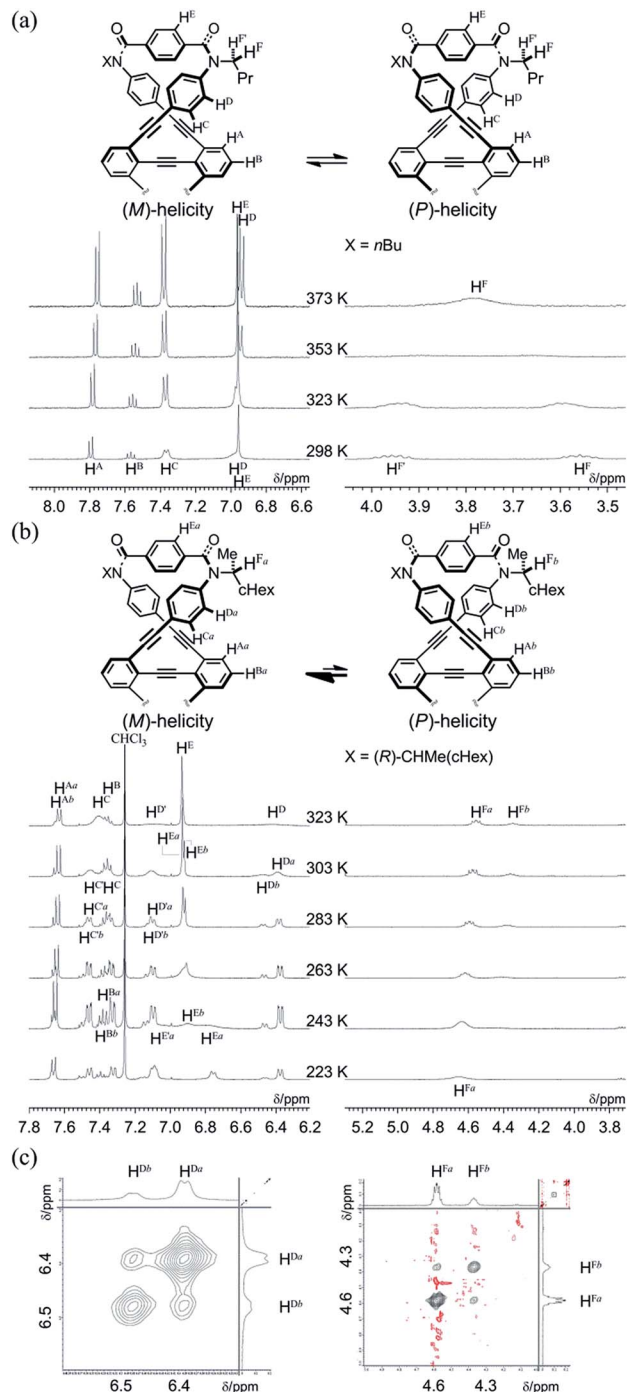 (a)
H^E H^E
O O H^F' H^F O O H^F' H^F
XN N Pr XN N Pr
H^D H^D
H^C H^C
H^A H^A
H^B H^B
(M)-helicity (P)-helicity
H^E
H^D X = nBu
373 K H^F
353 K
323 K
298 K
H^A H^B H^C H^D H^F' H^F
H^E
δ/ppm δ/ppm
8.0 7.8 7.6 7.4 7.2 7.0 6.8 6.6 4.0 3.9 3.8 3.7 3.6 3.5
(b)
H^Ea H^Eb
O O Me H^Fa O O Me H^Fb
XN N cHex XN N cHex
H^Da H^Db
H^Ca H^Cb
H^Aa H^Ab
H^Ba H^Bb
(M)-helicity (P)-helicity
CHCl3 X = (R)-CHMe(cHex)
H^E
H^Aa H^B
H^Ab H^C H^D' H^D 323 K H^Fa H^Fb
H^Ea H^Eb
H^Da 303 K
H^C' H^C H^Db
H^C'a H^D'a 283 K
H^C'b H^D'b
263 K
H^Ba H^Eb
H^Bb H^E'a H^Ea 243 K
223 K
H^Fa
δ/ppm δ/ppm
7.8 7.6 7.4 7.2 7.0 6.8 6.6 6.4 6.2 5.2 5.0 4.8 4.6 4.4 4.2 4.0 3.8
(c)
H^Db H^Da H^Fa H^Fb
δ/ppm δ/ppm
6.4 H^Da 4.3 H^Fb
6.5 H^Db 4.6 H^Fa
6.5 6.4 δ/ppm 4.6 4.3 δ/ppm